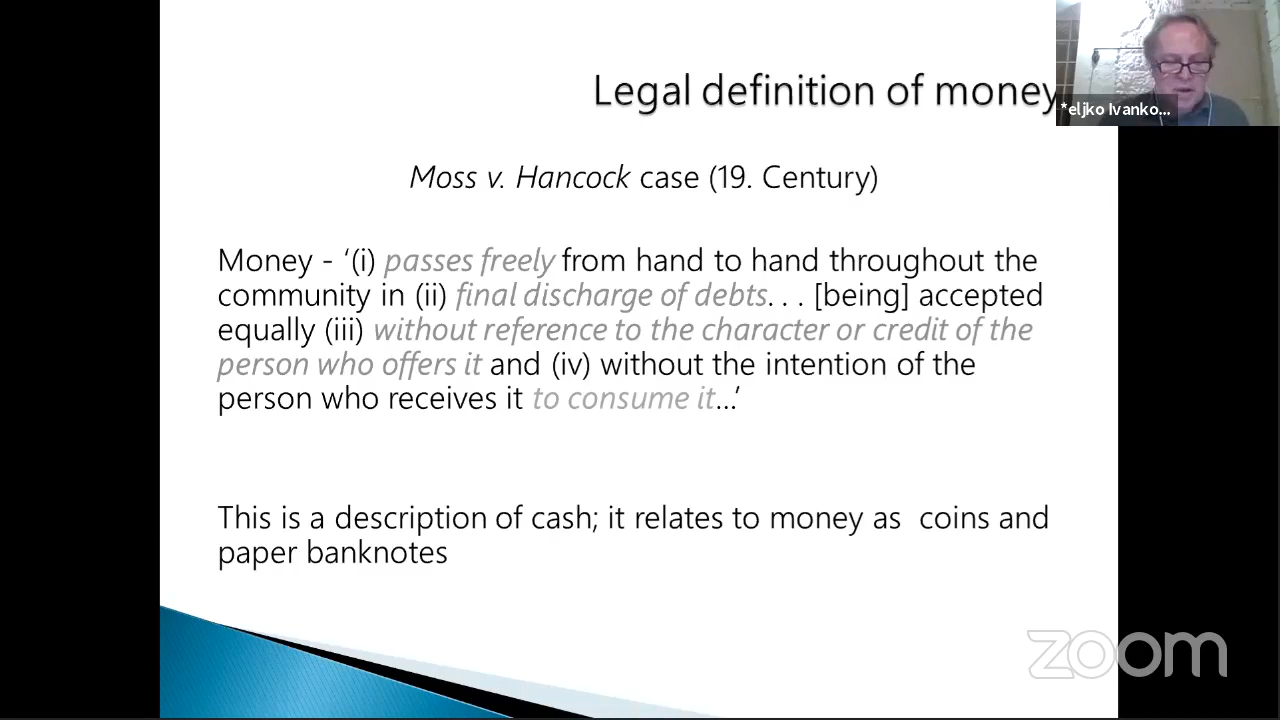 Legal definition of money
*eljko Ivanko...
Moss v. Hancock case (19. Century)
Money - ‘(i) passes freely from hand to hand throughout the
community in (ii) final discharge of debts. . . [being] accepted
equally (iii) without reference to the character or credit of the
person who offers it and (iv) without the intention of the
person who receives it to consume it…’
This is a description of cash; it relates to money as  coins and
paper banknotes
zoom